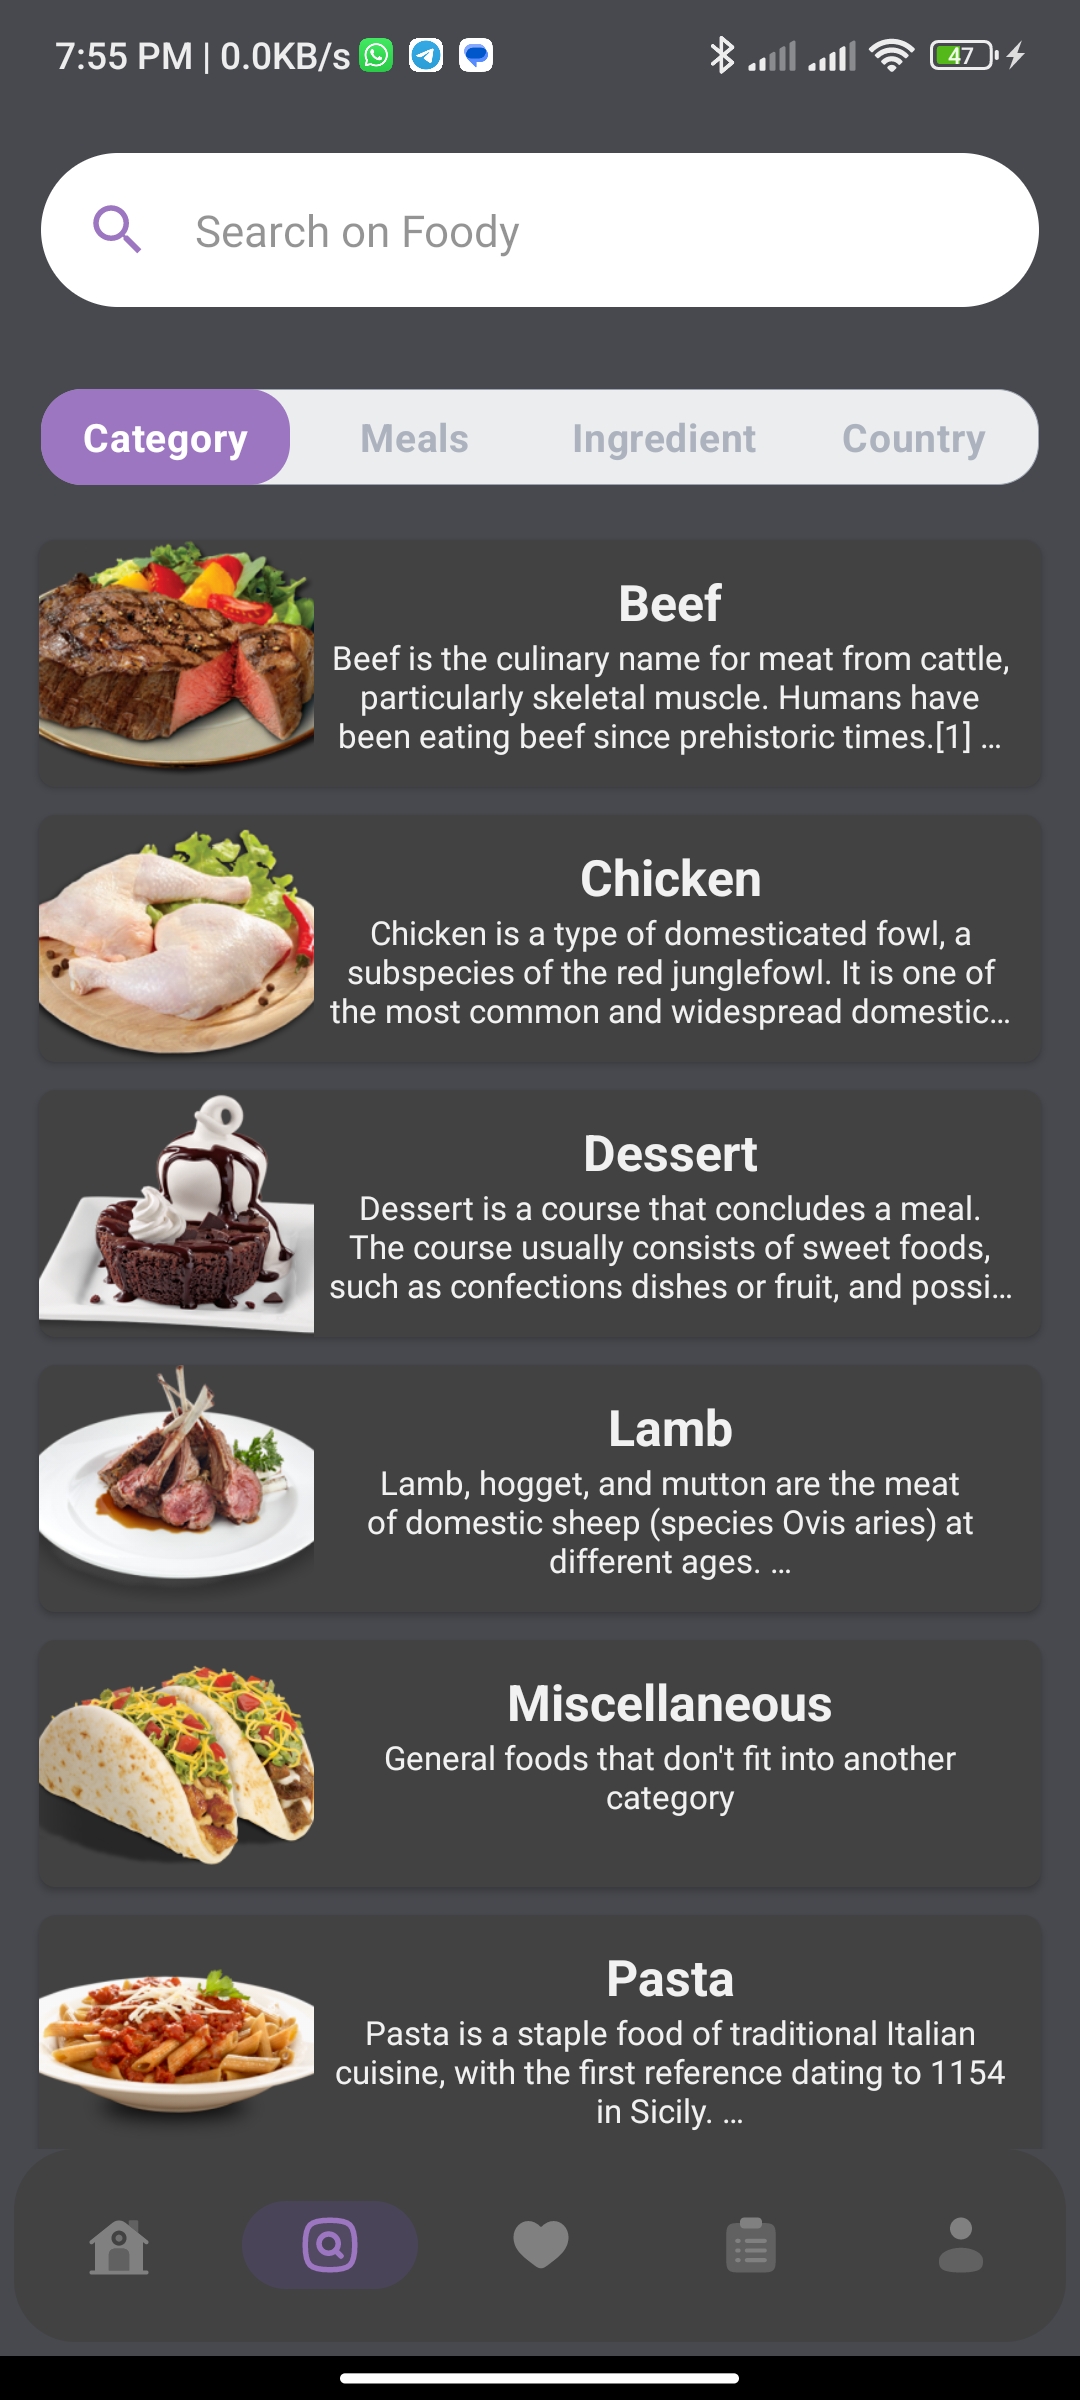 7:55 PM | 0.0KB/s
47
Search on Foody
Category Meals Ingredient Country
Beef
Beef is the culinary name for meat from cattle,
particularly skeletal muscle. Humans have
been eating beef since prehistoric times.[1] ...
Chicken
Chicken is a type of domesticated fowl, a
subspecies of the red junglefowl. It is one of
the most common and widespread domestic...
Dessert
Dessert is a course that concludes a meal.
The course usually consists of sweet foods,
such as confections dishes or fruit, and possi...
Lamb
Lamb, hogget, and mutton are the meat
of domestic sheep (species Ovis aries) at
different ages. ...
Miscellaneous
General foods that don't fit into another
category
Pasta
Pasta is a staple food of traditional Italian
cuisine, with the first reference dating to 1154
in Sicily. ...